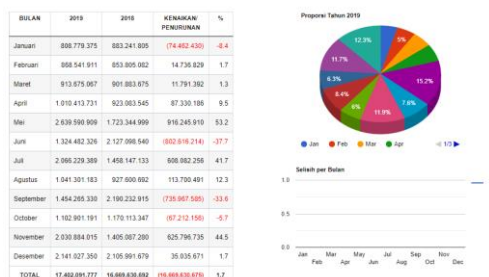 BULAN 2019 2018 KENAIKAN/ PENURUNAN %
Januari 808.779.375 883.241.805 (74.462.430) -8.4
Februari 868.541.911 853.805.082 14.736.829 1.7
Maret 913.675.067 901.883.675 11.791.392 1.3
April 1.010.413.731 923.083.545 87.330.186 9.5
Mei 2.639.590.909 1.723.344.999 916.245.910 53.2
Juni 1.324.482.326 2.127.098.540 (802.616.214) -37.7
Juli 2.066.229.389 1.458.147.133 608.082.256 41.7
Agustus 1.041.301.183 927.600.692 113.700.491 12.3
September 1.454.265.330 2.190.232.915 (735.967.585) -33.6
October 1.102.901.191 1.170.113.347 (67.212.156) -5.7
November 2.030.884.015 1.405.087.280 625.796.735 44.5
Desember 2.141.027.350 2.105.991.679 35.035.671 1.7
TOTAL 17.402.091.777 16.669.630.692 1.7
Proporsi Tahun 2019
12.3%
5%
11.7%
6.3%
15.2%
8.4%
7.6%
6%
11.9%
Jan Feb Mar Apr 1/3
Selisih per Bulan
1.0
0.5
0.0
Jan Mar May Jul Sep Nov
Feb Apr Jun Aug Oct Dec